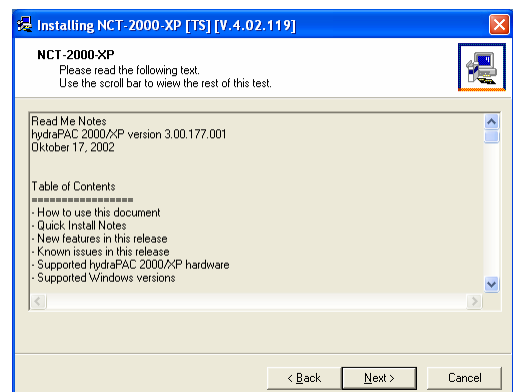 Installing NCT-2000-XP [TS] [V.4.02.119]
NCT-2000-XP
Please read the following text.
Use the scroll bar to wiew the rest of this test.
Read Me Notes
hydraPAC 2000/XP version 3.00.177.001
Oktober 17, 2002
Table of Contents
=================
- How to use this document
- Quick Install Notes
- New features in this release
- Known issues in this release
- Supported hydraPAC 2000/XP hardware
- Supported Windows versions
< Back Next > Cancel